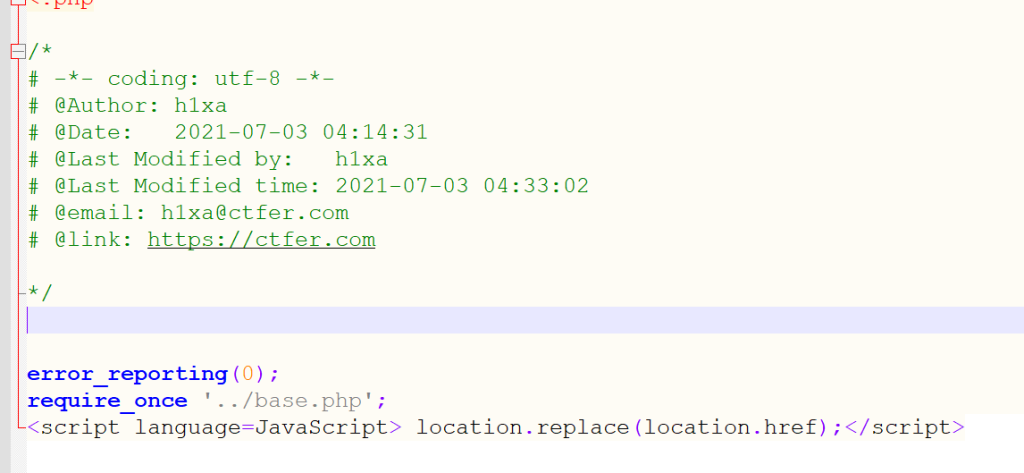 <?php
/*
# -*- coding: utf-8 -*-
# @Author: h1xa
# @Date:   2021-07-03 04:14:31
# @Last Modified by:   h1xa
# @Last Modified time: 2021-07-03 04:33:02
# @email: h1xa@ctfer.com
# @link: https://ctfer.com
*/
error_reporting(0);
require_once '../base.php';
<script language=JavaScript> location.replace(location.href);</script>